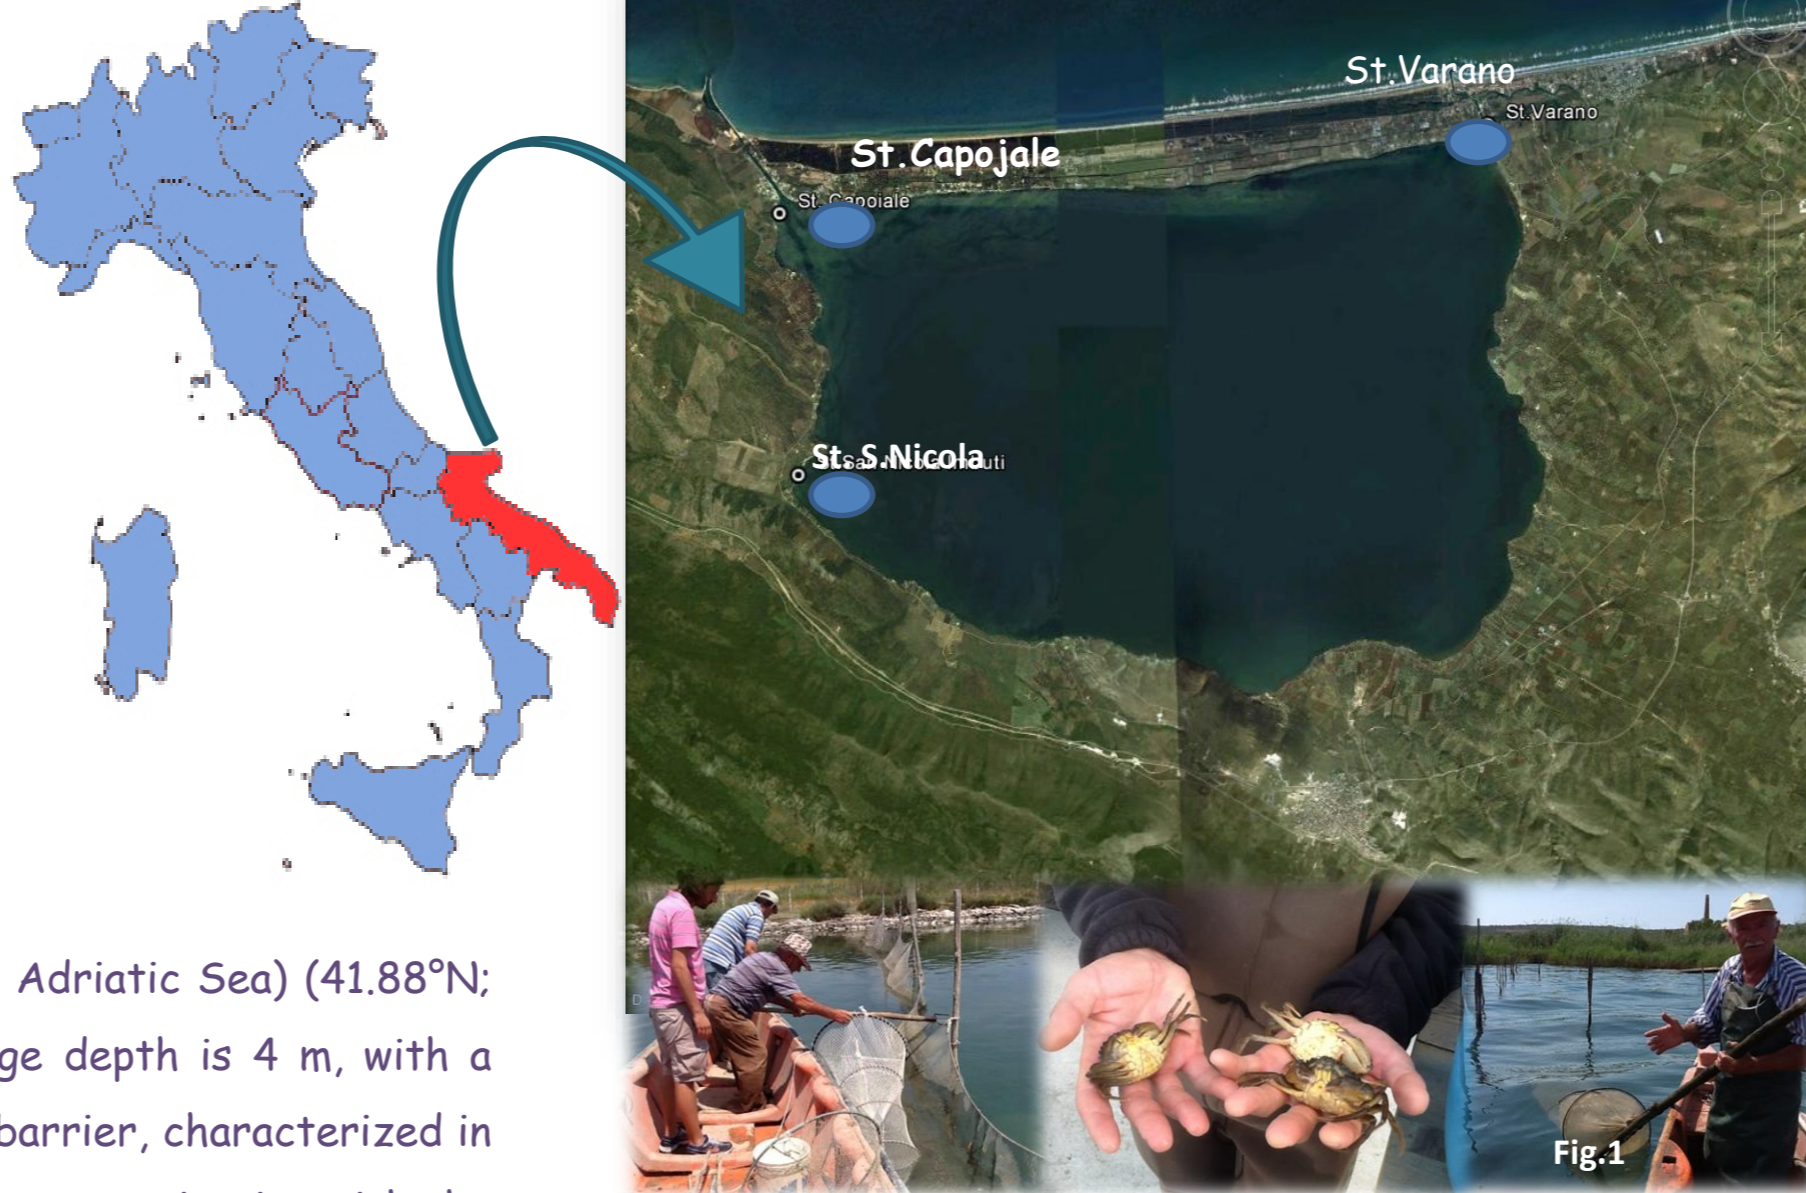 St.Varano
St.Varano
St.Capojale
St. Capoiale
St. S.Nicola
Adriatic Sea) (41.88°N;
ge depth is 4 m, with a
barrier, characterized in
Fig.1